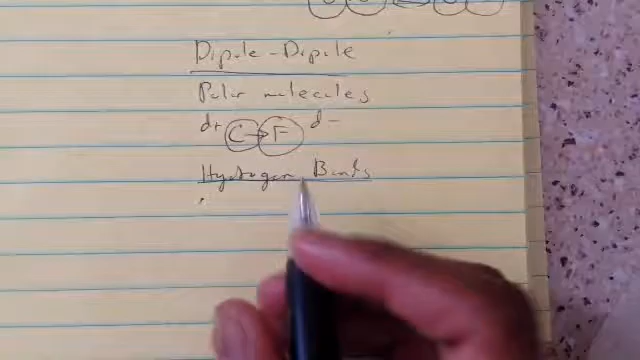 Dipole - Dipole
Polar molecules
d+ C → F d-
Hydrogen Bonds